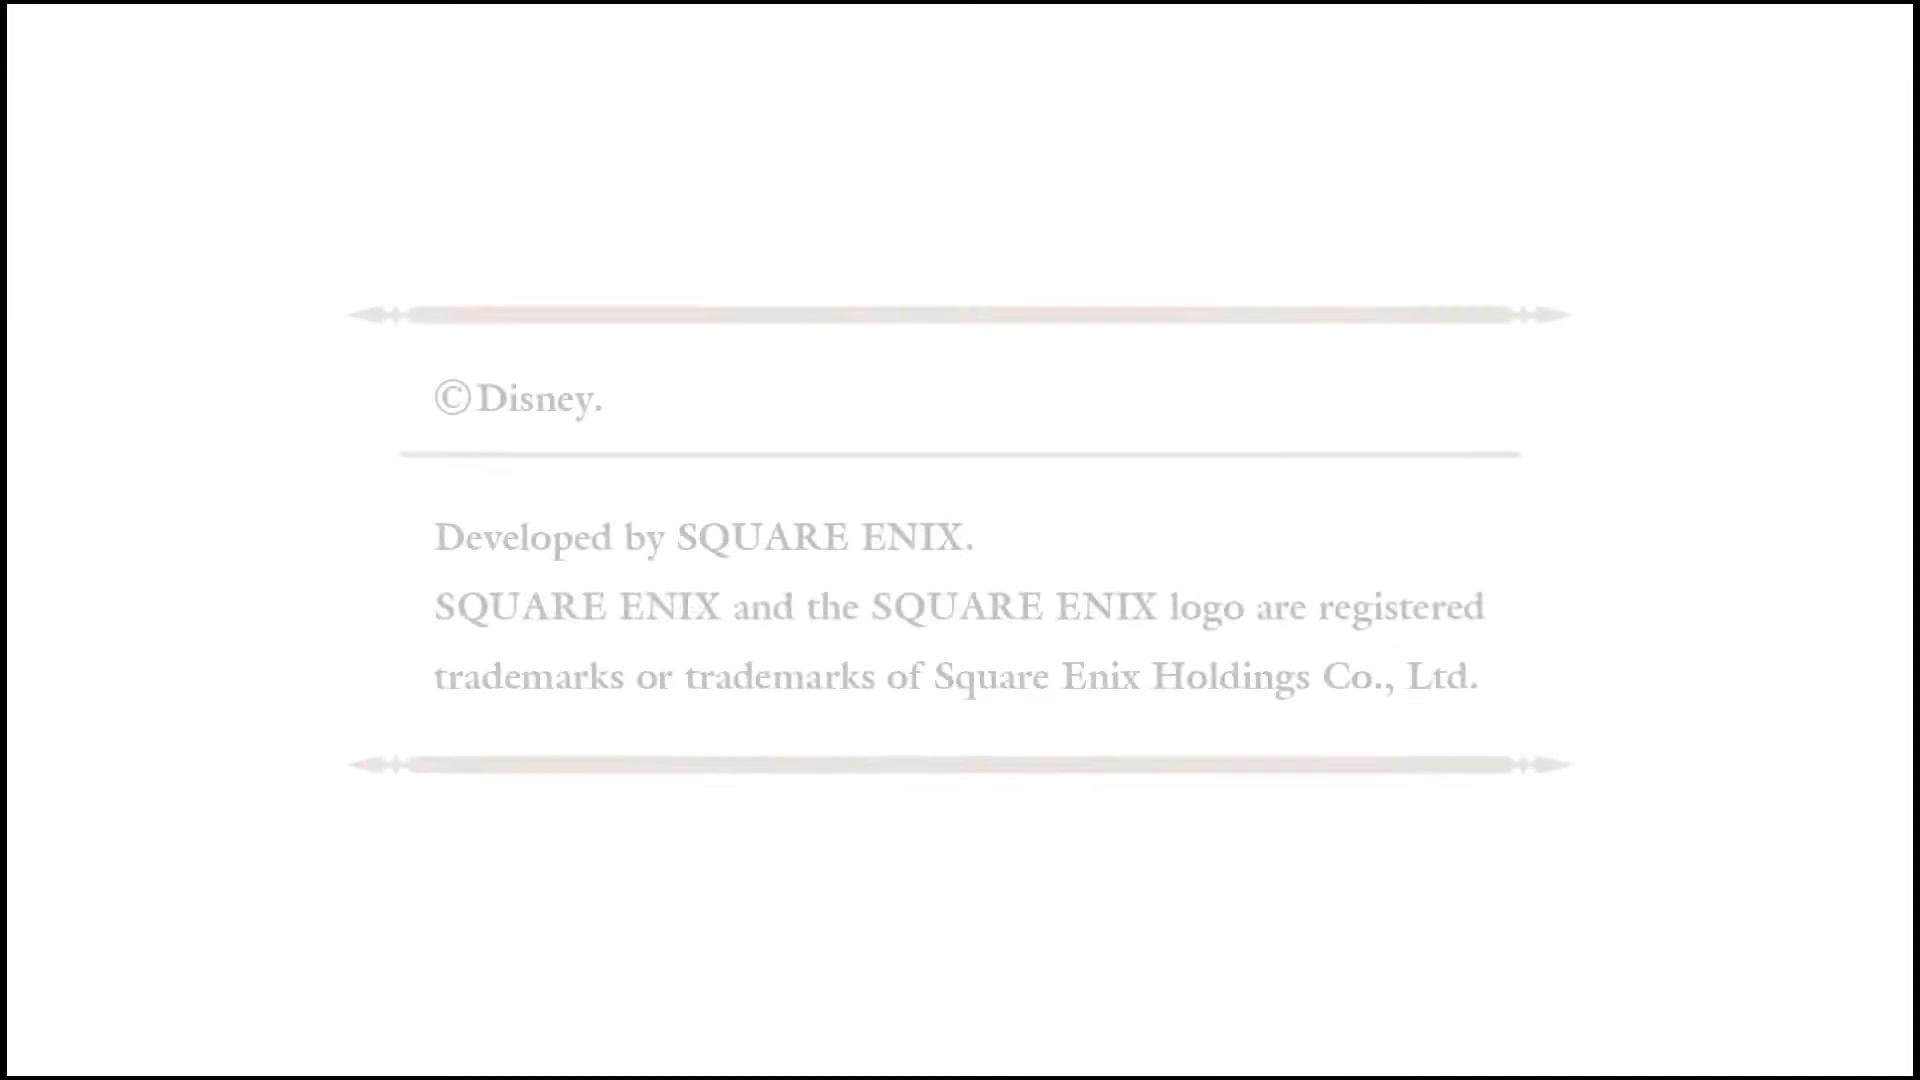 ©Disney.
Developed by SQUARE ENIX.
SQUARE ENIX and the SQUARE ENIX logo are registered
trademarks or trademarks of Square Enix Holdings Co., Ltd.